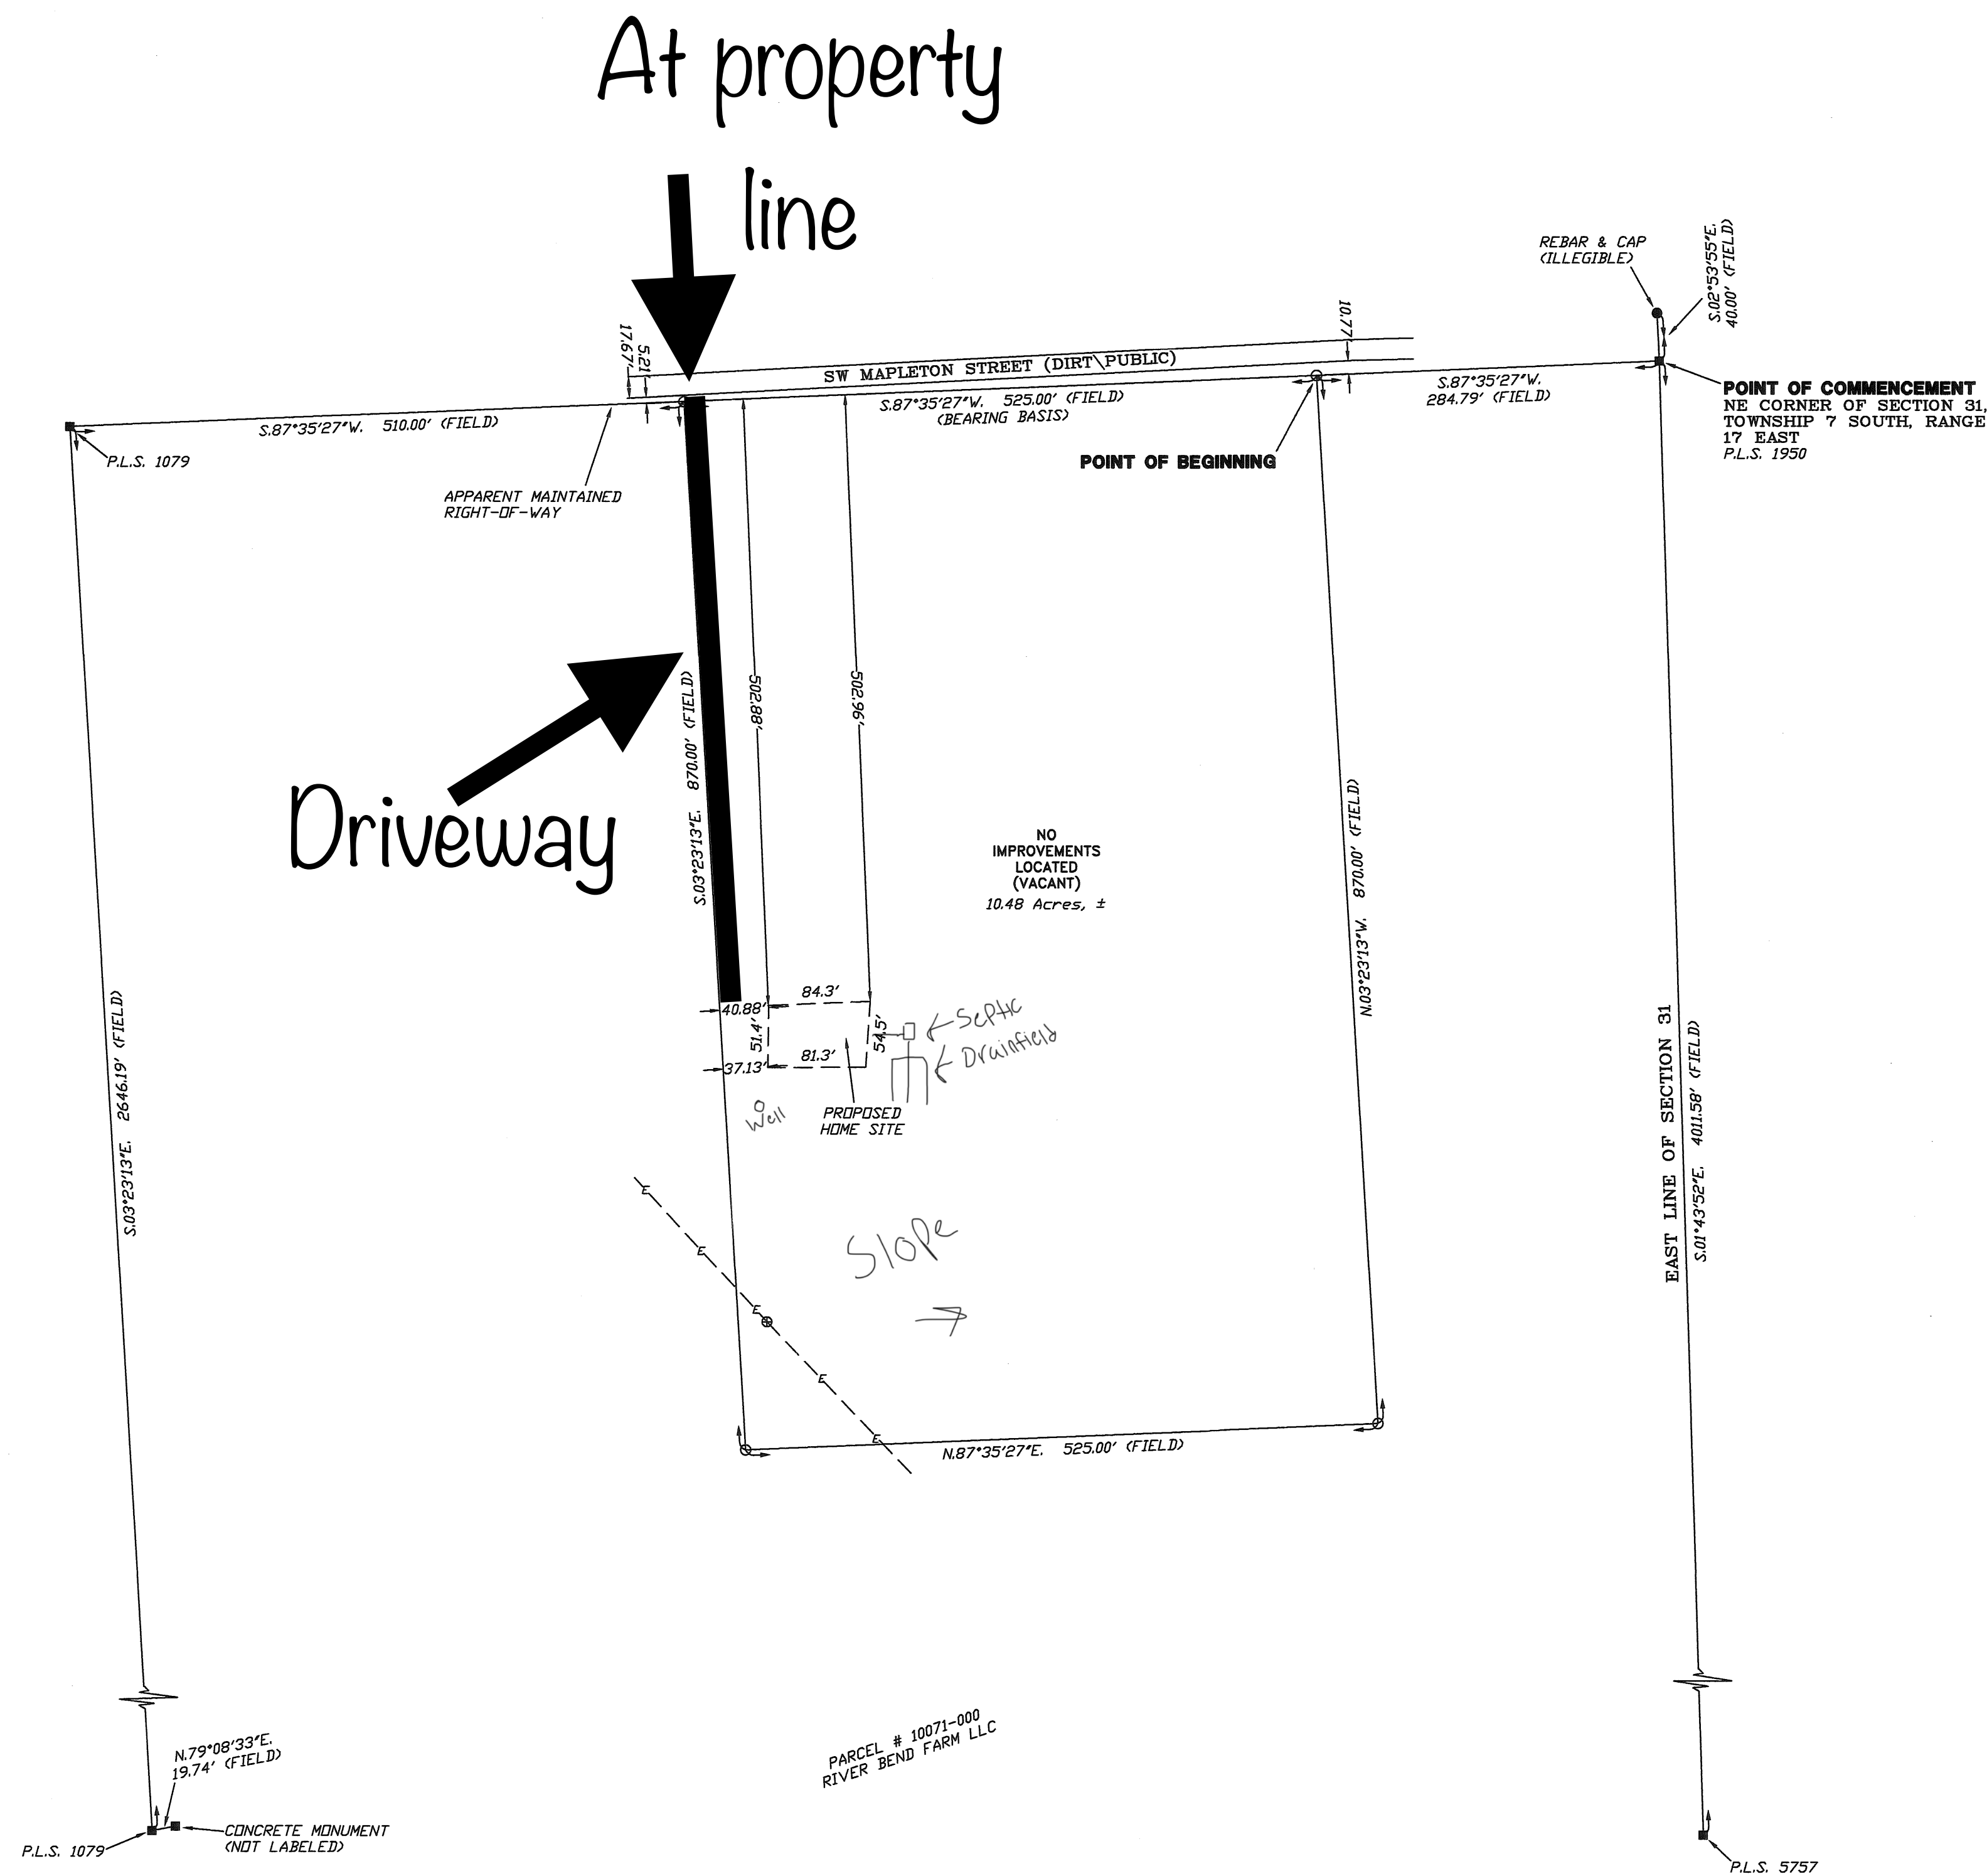 At property
line
REBAR & CAP
(ILLEGIBLE)
S.02°53'55"E.
40.00' (FIELD)
17.67'
5.21'
10.77'
SW MAPLETON STREET (DIRT\PUBLIC)
S.87°35'27"W. 510.00' (FIELD)
S.87°35'27"W. 525.00' (FIELD)
(BEARING BASIS)
S.87°35'27"W.
284.79' (FIELD)
POINT OF COMMENCEMENT
NE CORNER OF SECTION 31,
TOWNSHIP 7 SOUTH, RANGE
17 EAST
P.L.S. 1950
P.L.S. 1079
POINT OF BEGINNING
APPARENT MAINTAINED
RIGHT-OF-WAY
Driveway
S.03°23'13"E. 870.00' (FIELD)
502.88'
502.96'
NO
IMPROVEMENTS
LOCATED
(VACANT)
10.48 Acres, ±
N.03°23'13"W. 870.00' (FIELD)
S.03°23'13"E. 2646.19' (FIELD)
EAST LINE OF SECTION 31
S.01°43'52"E. 4011.58' (FIELD)
84.3'
40.88'
51.4'
54.5'
81.3'
37.13'
Septic
Drainfield
Well
PROPOSED
HOME SITE
E
E
E
E
E
Slope
N.87°35'27"E. 525.00' (FIELD)
PARCEL # 10071-000
RIVER BEND FARM LLC
N.79°08'33"E.
19.74' (FIELD)
CONCRETE MONUMENT
(NOT LABELED)
P.L.S. 1079
P.L.S. 5757